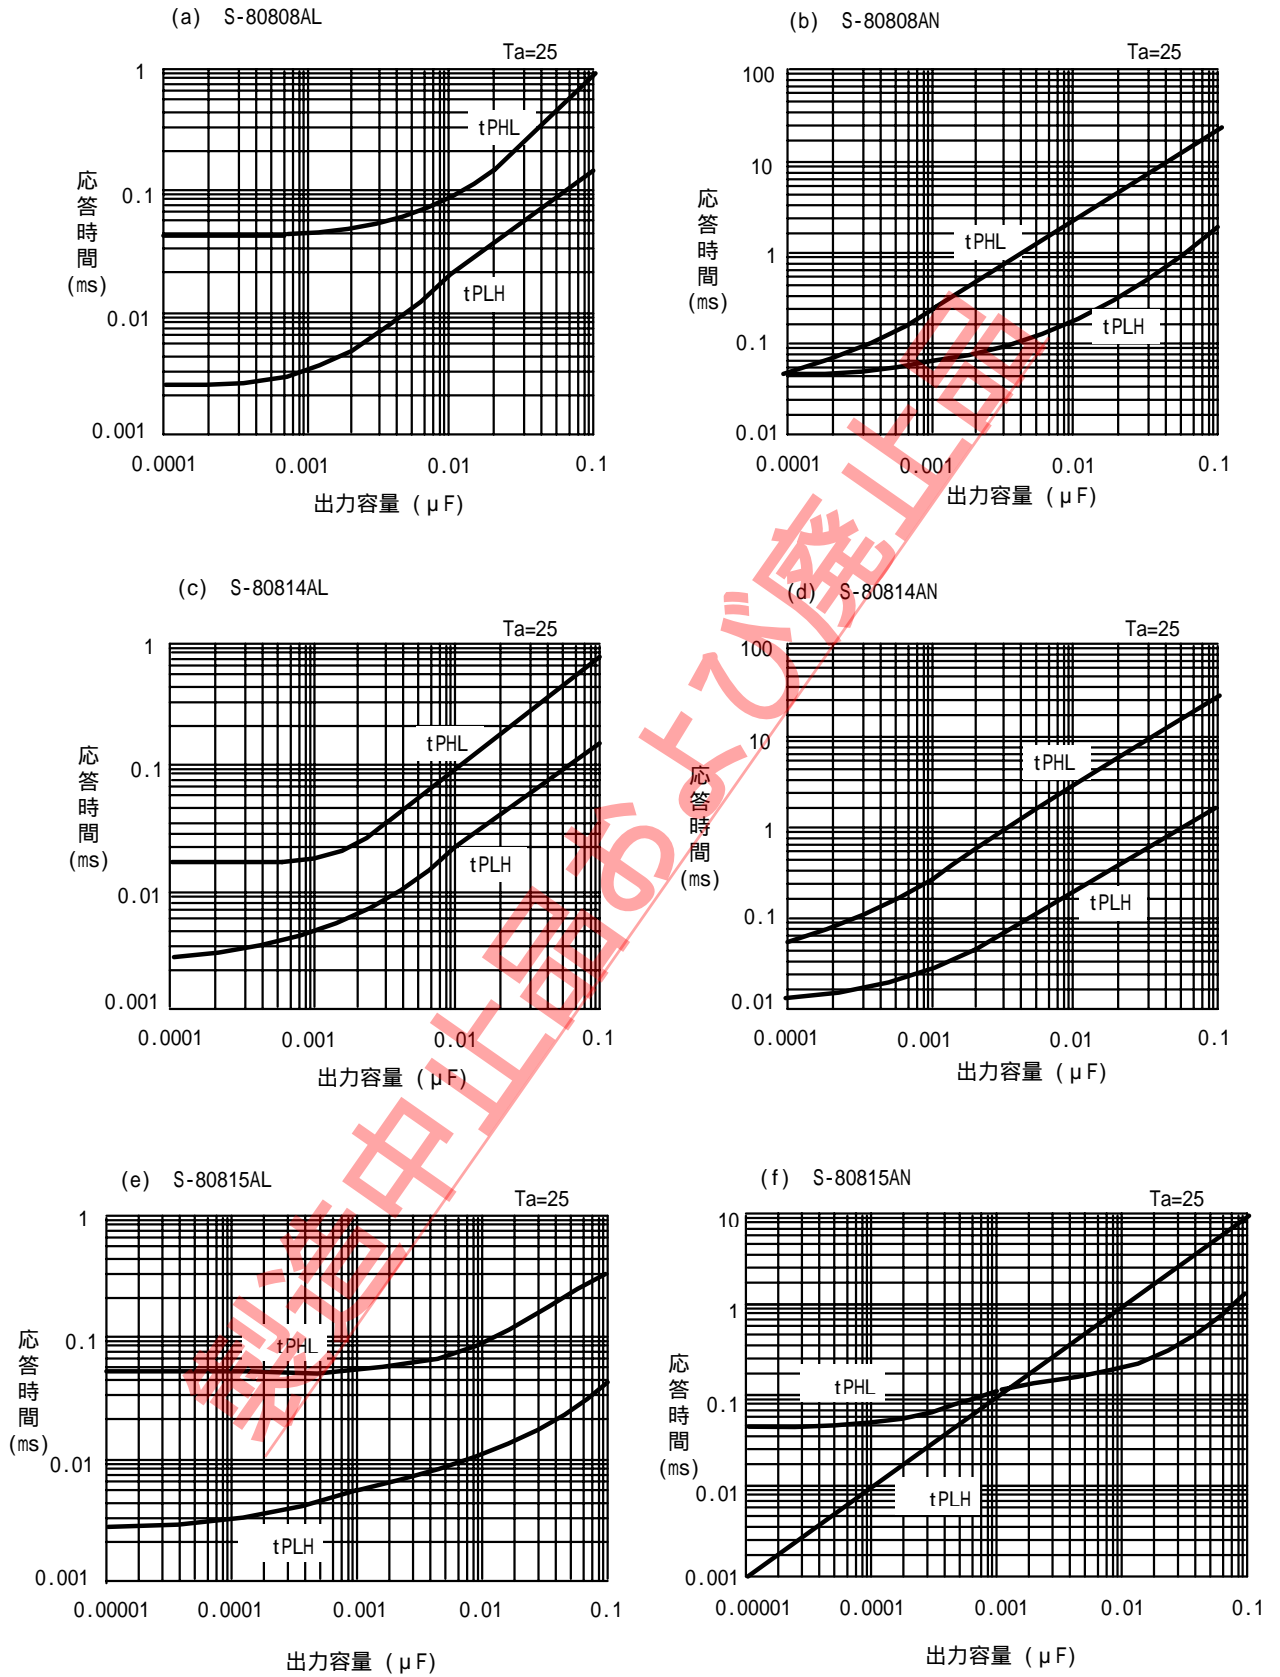 (a) S-80808AL
Ta=25
1
0.1
0.01
0.001
応答時間
(ms)
tPHL
tPLH
0.0001 0.001 0.01 0.1
出力容量 (μF)
(b) S-80808AN
Ta=25
100
10
1
0.1
0.01
応答時間
(ms)
tPHL
tPLH
0.0001 0.001 0.01 0.1
出力容量 (μF)
(c) S-80814AL
Ta=25
1
0.1
0.01
0.001
応答時間
(ms)
tPHL
tPLH
0.0001 0.001 0.01 0.1
出力容量 (μF)
(d) S-80814AN
Ta=25
100
10
1
0.1
0.01
応答時間
(ms)
tPHL
tPLH
0.0001 0.001 0.01 0.1
出力容量 (μF)
(e) S-80815AL
Ta=25
1
0.1
0.01
0.001
応答時間
(ms)
tPHL
tPLH
0.00001 0.0001 0.001 0.01 0.1
出力容量 (μF)
(f) S-80815AN
Ta=25
10
1
0.1
0.01
0.001
応答時間
(ms)
tPHL
tPLH
0.00001 0.0001 0.001 0.01 0.1
出力容量 (μF)
製造中止品および廃止品